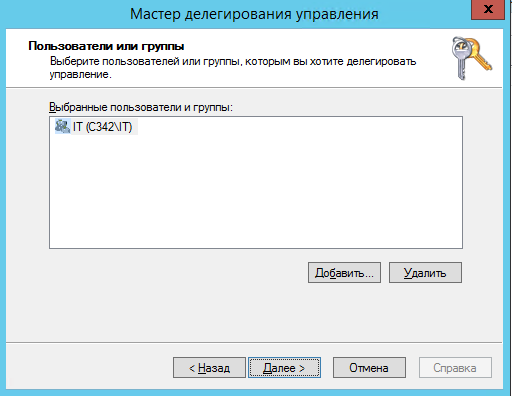 Мастер делегирования управления
x
Пользователи или группы
Выберите пользователей или группы, которым вы хотите делегировать
управление.
Выбранные пользователи и группы:
IT (C342\IT)
Добавить...
Удалить
< Назад
Далее >
Отмена
Справка